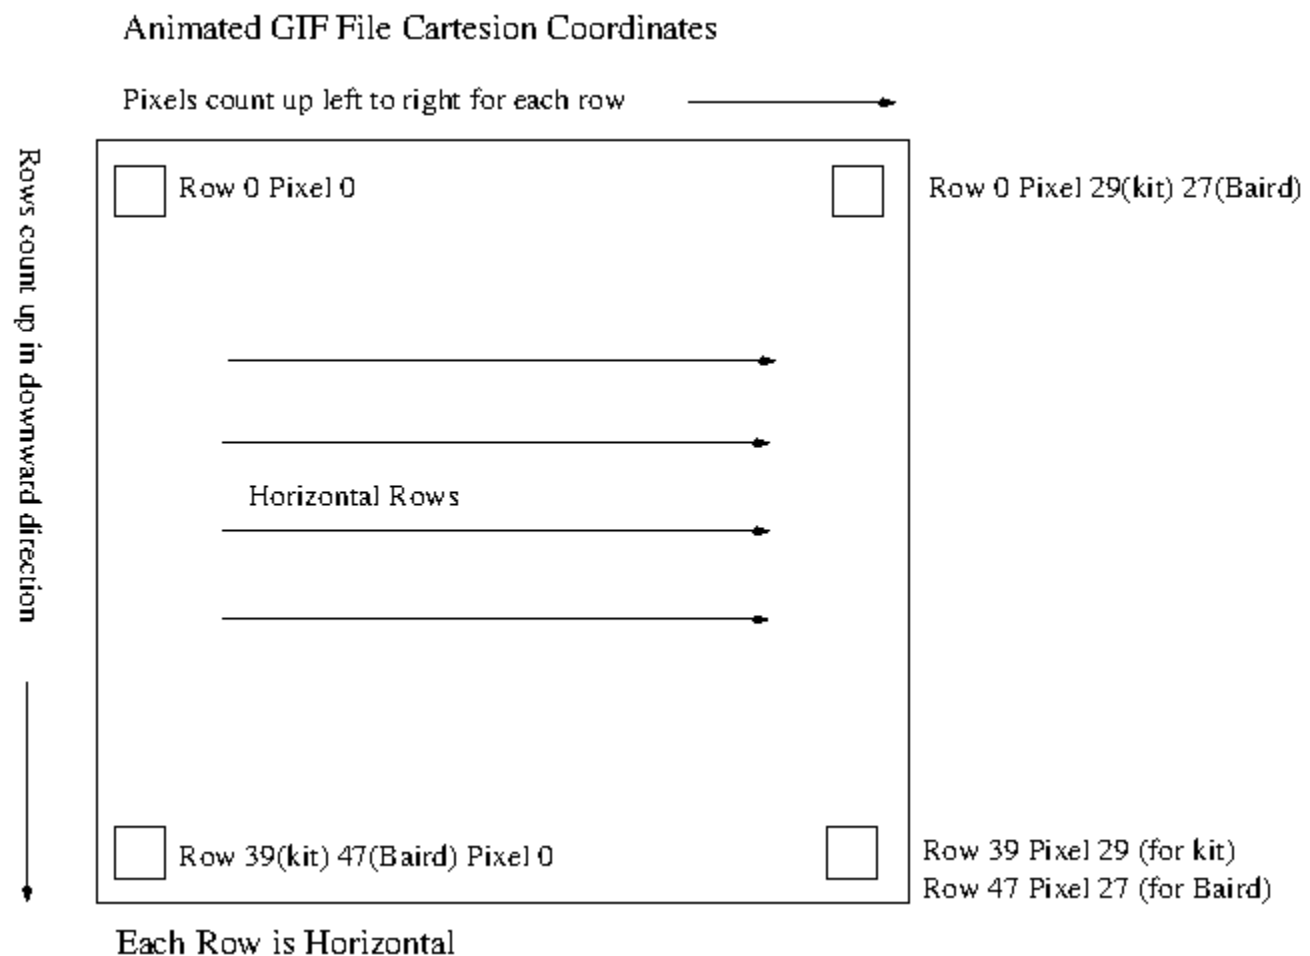 Animated GIF File Cartesion Coordinates
Pixels count up left to right for each row
Rows count up in downward direction
Row 0 Pixel 0
Row 0 Pixel 29(kit) 27(Baird)
Horizontal Rows
Row 39(kit) 47(Baird) Pixel 0
Row 39 Pixel 29 (for kit)
Row 47 Pixel 27 (for Baird)
Each Row is Horizontal